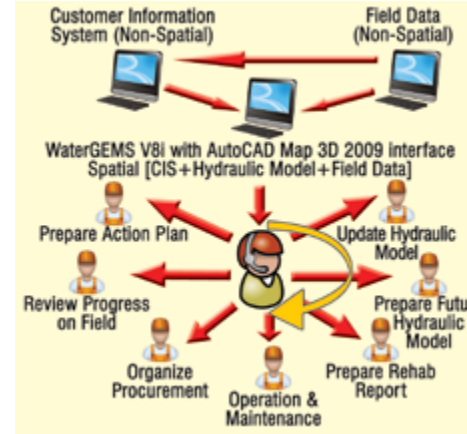 Customer Information
System (Non-Spatial)
Field Data
(Non-Spatial)
WaterGEMS V8i with AutoCAD Map 3D 2009 interface
Spatial [CIS+Hydraulic Model+Field Data]
Prepare Action Plan
Update Hydraulic
Model
Review Progress
on Field
Prepare Futu
Hydraulic
Model
Organize
Procurement
Prepare Rehab
Report
Operation &
Maintenance